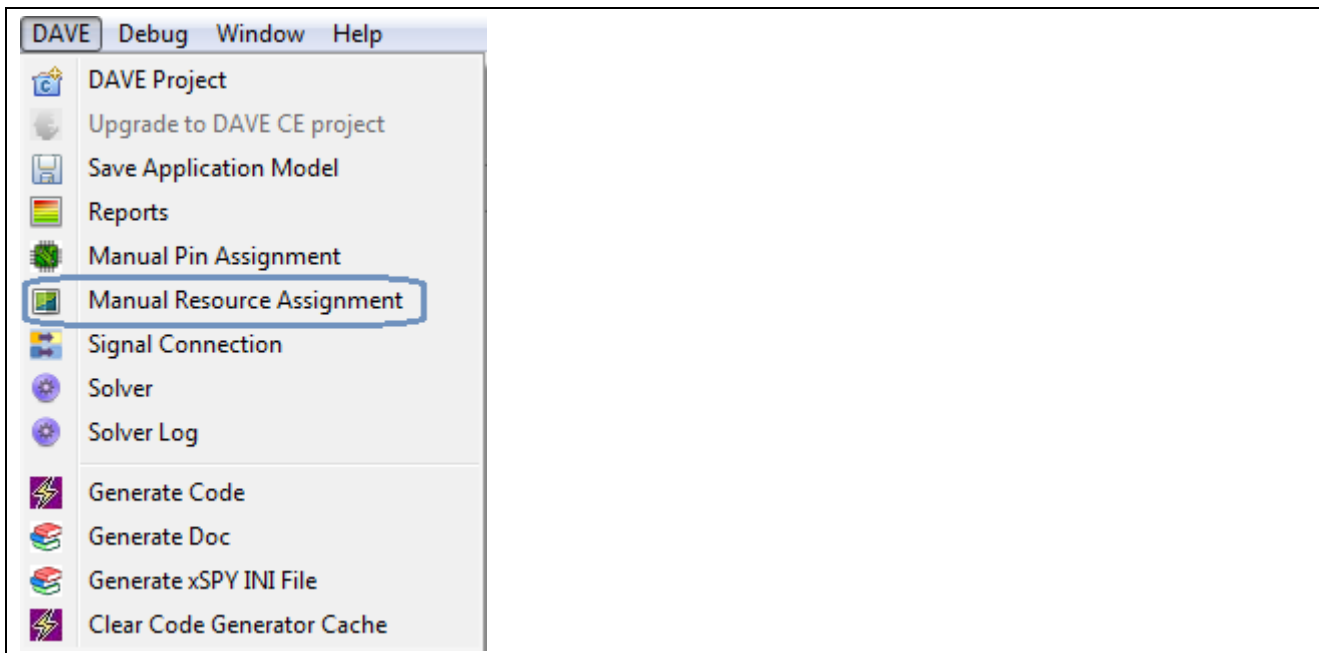 DAVE Debug Window Help
DAVE Project
Upgrade to DAVE CE project
Save Application Model
Reports
Manual Pin Assignment
Manual Resource Assignment
Signal Connection
Solver
Solver Log
Generate Code
Generate Doc
Generate xSPY INI File
Clear Code Generator Cache